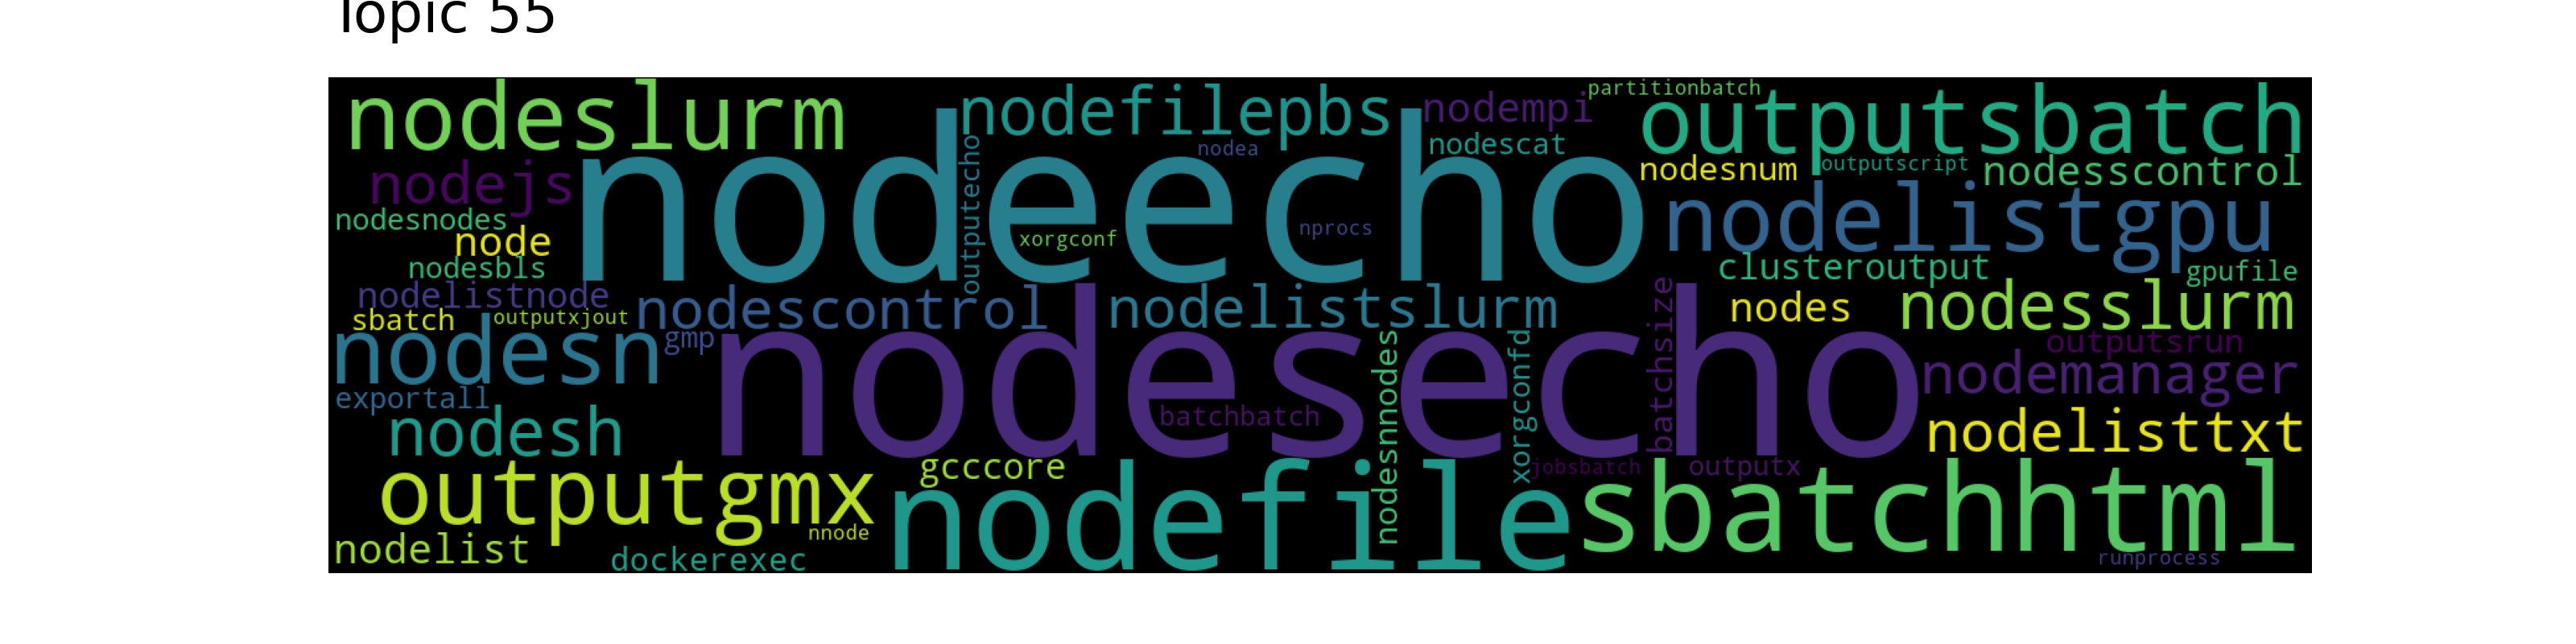 Topic 55
nodeslurm
nodefilepbs
nodempi
partitionbatch
outputsbatch
nodea
nodescat
nodejs
nodeecho
outputecho
nodesnum
outputscript
nodesscontrol
nodesnodes
node
xorgconf
nprocs
nodelistgpu
nodesbls
clusteroutput
gpufile
nodelistnode
nodescontrol
nodelistslurm
batchsize
nodes
nodesslurm
sbatch
outputxjout
nodesn
gmp
nodesecho
nodesnnodes
xorgconfd
outputsrun
nodemanager
exportall
batchbatch
nodesh
nodelisttxt
outputgmx
gcccore
nodefile
jobsbatch
outputx
sbatchhtml
nnode
nodelist
dockerexec
runprocess